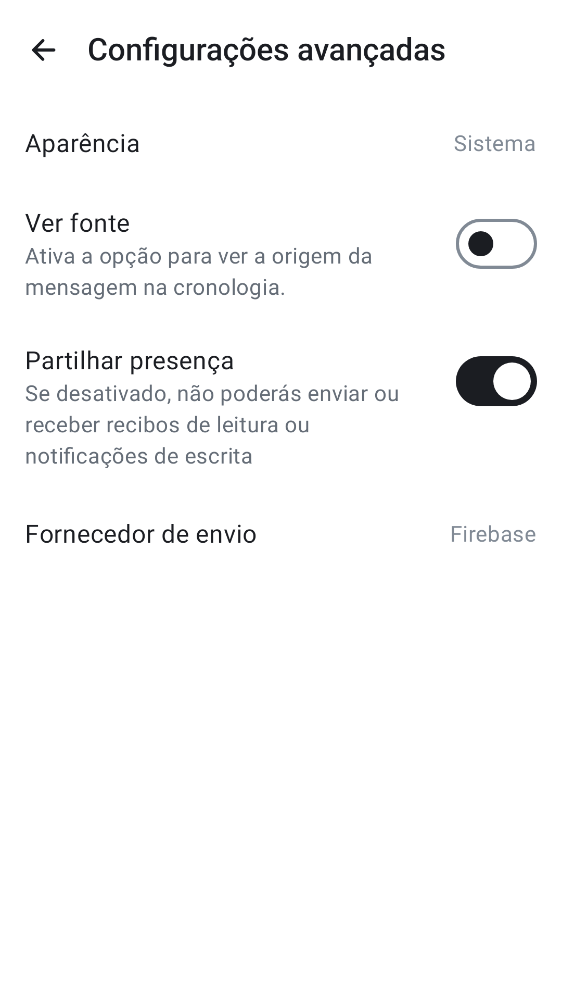 Configurações avançadas
Aparência
Sistema
Ver fonte
Ativa a opção para ver a origem da
mensagem na cronologia.
Partilhar presença
Se desativado, não poderás enviar ou
receber recibos de leitura ou
notificações de escrita
Fornecedor de envio
Firebase